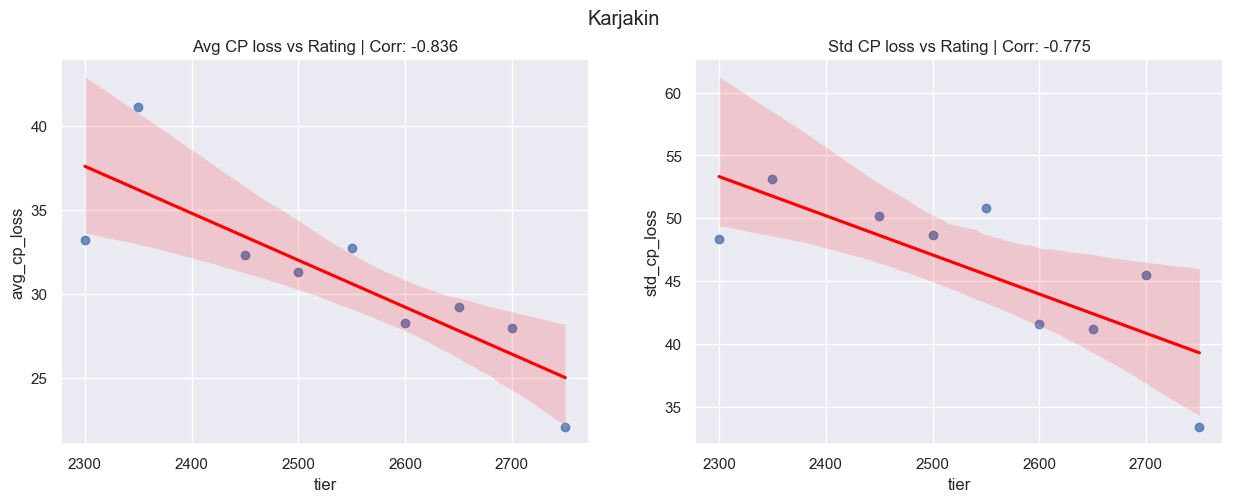 Karjakin
Avg CP loss vs Rating | Corr: -0.836
Std CP loss vs Rating | Corr: -0.775
avg_cp_loss
40
35
30
25
2300
2400
2500
2600
2700
tier
std_cp_loss
60
55
50
45
40
35
2300
2400
2500
2600
2700
tier